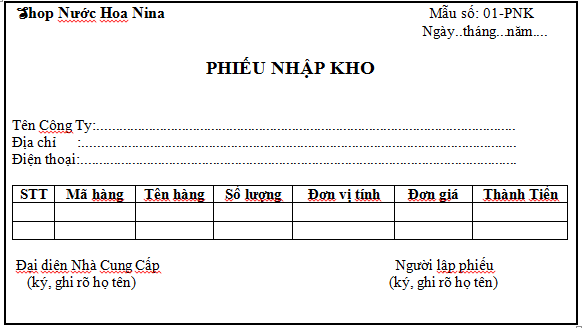 Shop Nước Hoa Nina Mẫu số: 01-PNK
Ngày..tháng...năm....
PHIẾU NHẬP KHO
Tên Công Ty:...........................................................................................................
Địa chỉ :...............................................................................................................
Điện thoại:...............................................................................................................
STT Mã hàng Tên hàng Số lượng Đơn vị tính Đơn giá Thành Tiền
Đại diện Nhà Cung Cấp Người lập phiếu
(ký, ghi rõ họ tên) (ký, ghi rõ họ tên)